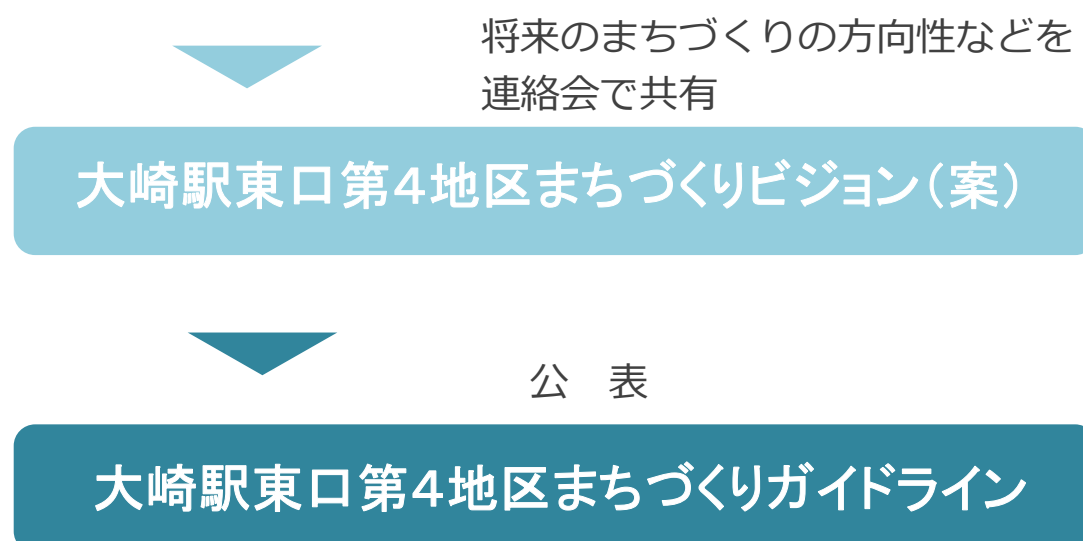 将来のまちづくりの方向性などを
連絡会で共有
大崎駅東口第4地区まちづくりビジョン（案）
公　表
大崎駅東口第4地区まちづくりガイドライン